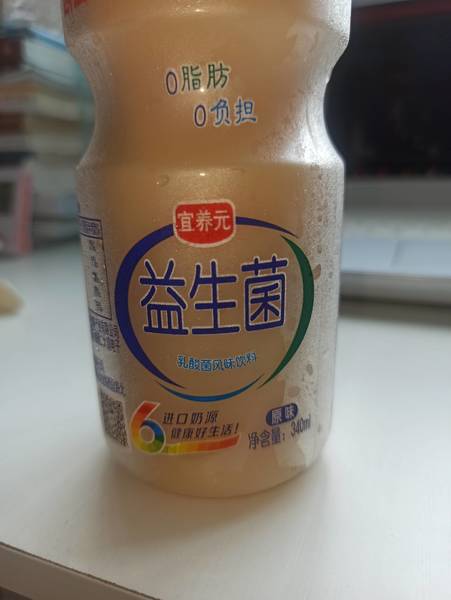 0脂肪
0负担
宜养元
益生菌
乳酸菌风味饮料
6
进口奶源
健康好生活!
原味
净含量: 340ml